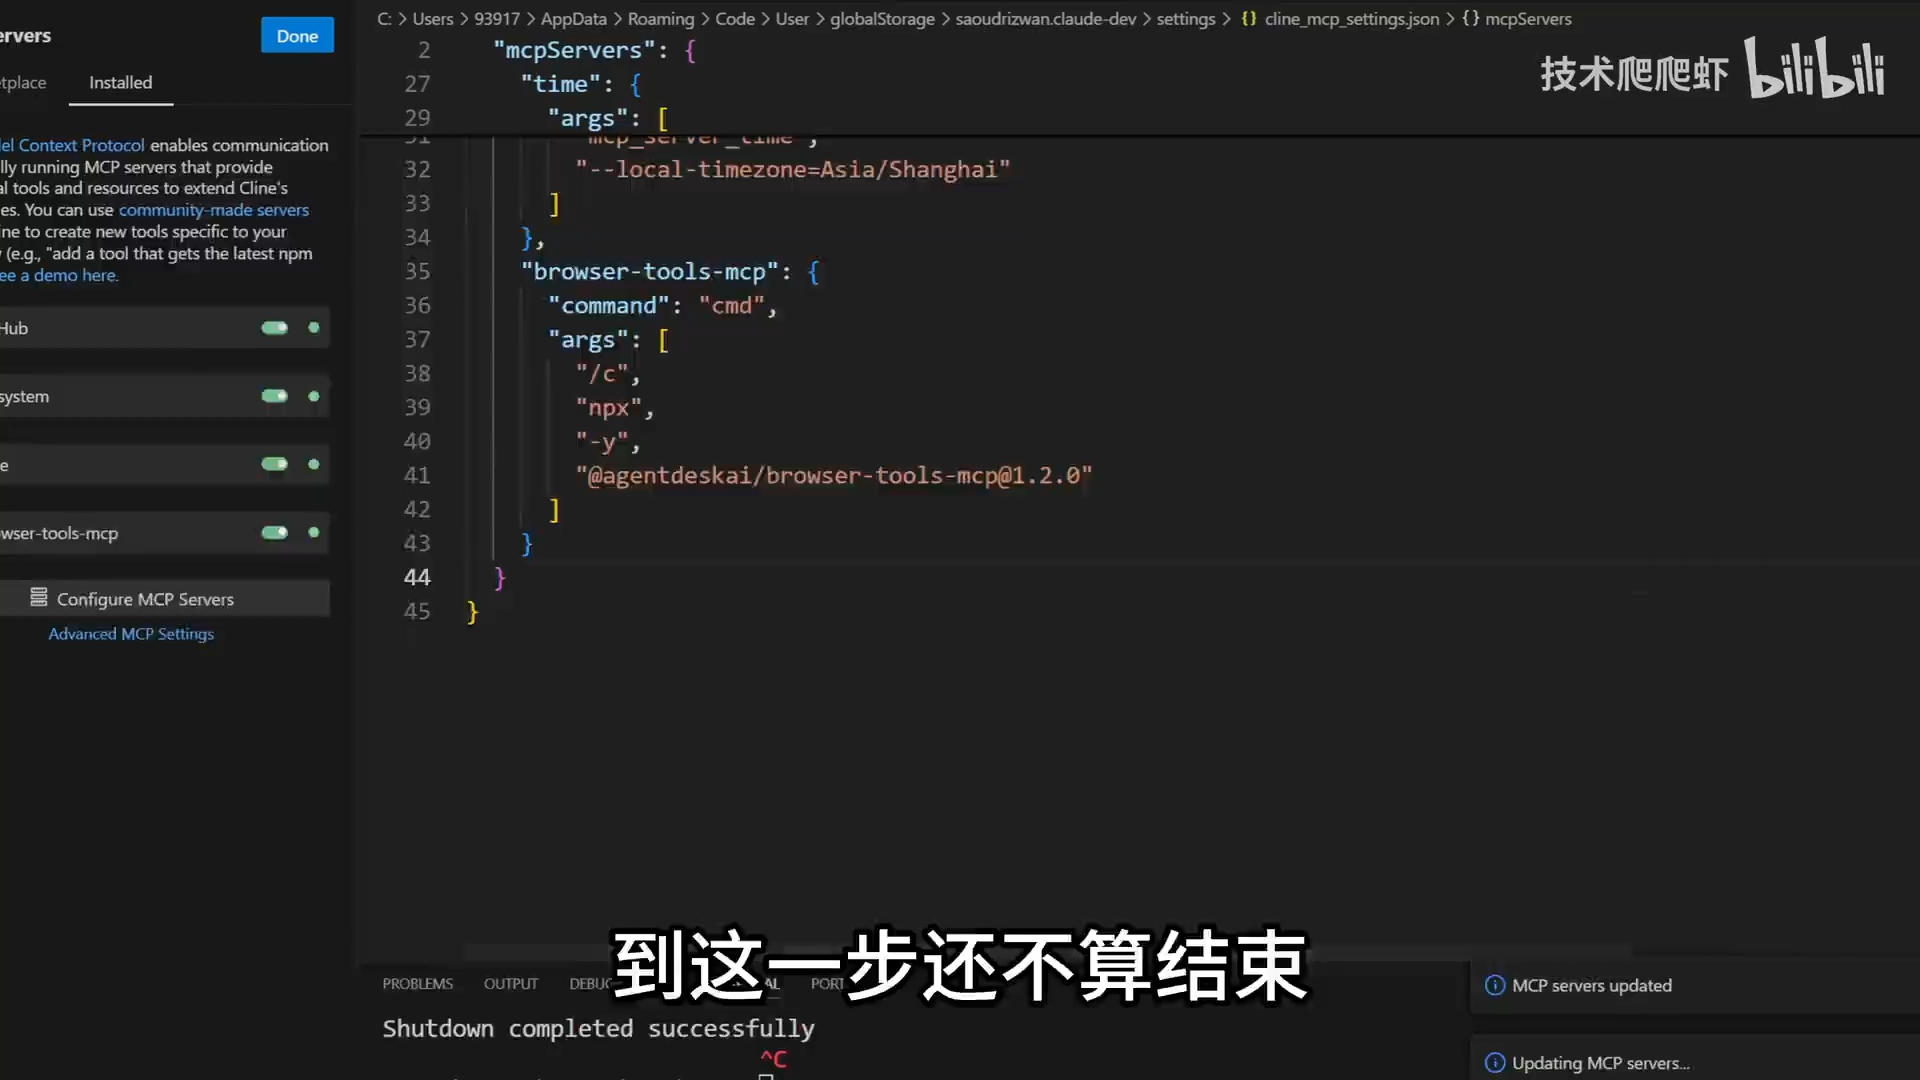 ervers
Done
etplace
Installed
del Context Protocol enables communication
lly running MCP servers that provide
al tools and resources to extend Cline's
es. You can use community-made servers
ine to create new tools specific to your
(e.g., "add a tool that gets the latest npm
ee a demo here.
Hub
system
e
wser-tools-mcp
Configure MCP Servers
Advanced MCP Settings
C: > Users > 93917 > AppData > Roaming > Code > User > globalStorage > saoudrizwan.claude-dev > settings > {} cline_mcp_settings.json > {} mcpServers
技术爬爬虾 bilibili
2 "mcpServers": {
27 "time": {
29 "args": [
31 "mcp_server_time",
32 "--local-timezone=Asia/Shanghai"
33 ]
34 },
35 "browser-tools-mcp": {
36 "command": "cmd",
37 "args": [
38 "/c",
39 "npx",
40 "-y",
41 "@agentdeskai/browser-tools-mcp@1.2.0"
42 ]
43 }
44 }
45 }
到这一步还不算结束
PROBLEMS OUTPUT DEBUG AL PORT
Shutdown completed successfully
^C
MCP servers updated
Updating MCP servers...